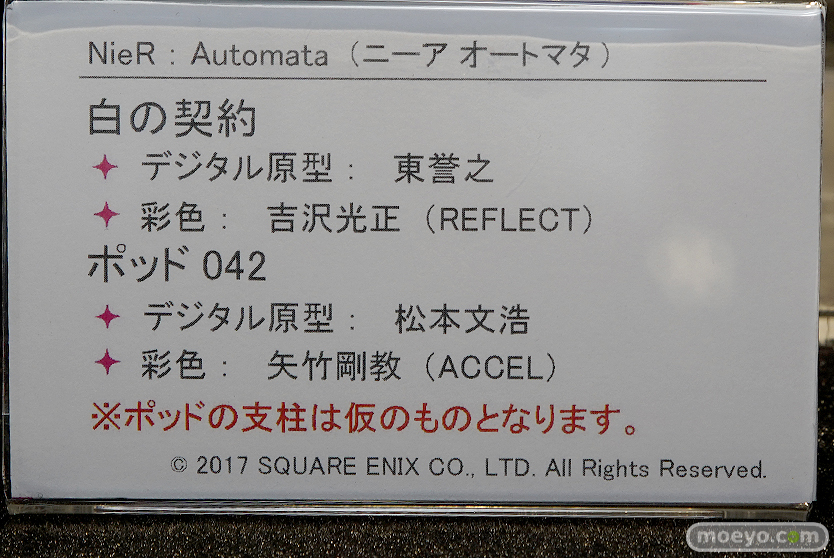 NieR : Automata（ニーア オートマタ）
白の契約
✦ デジタル原型： 東誉之
✦ 彩色： 吉沢光正（REFLECT）
ポッド 042
✦ デジタル原型： 松本文浩
✦ 彩色： 矢竹剛教（ACCEL）
※ポッドの支柱は仮のものとなります。
© 2017 SQUARE ENIX CO., LTD. All Rights Reserved.
moeyo.com